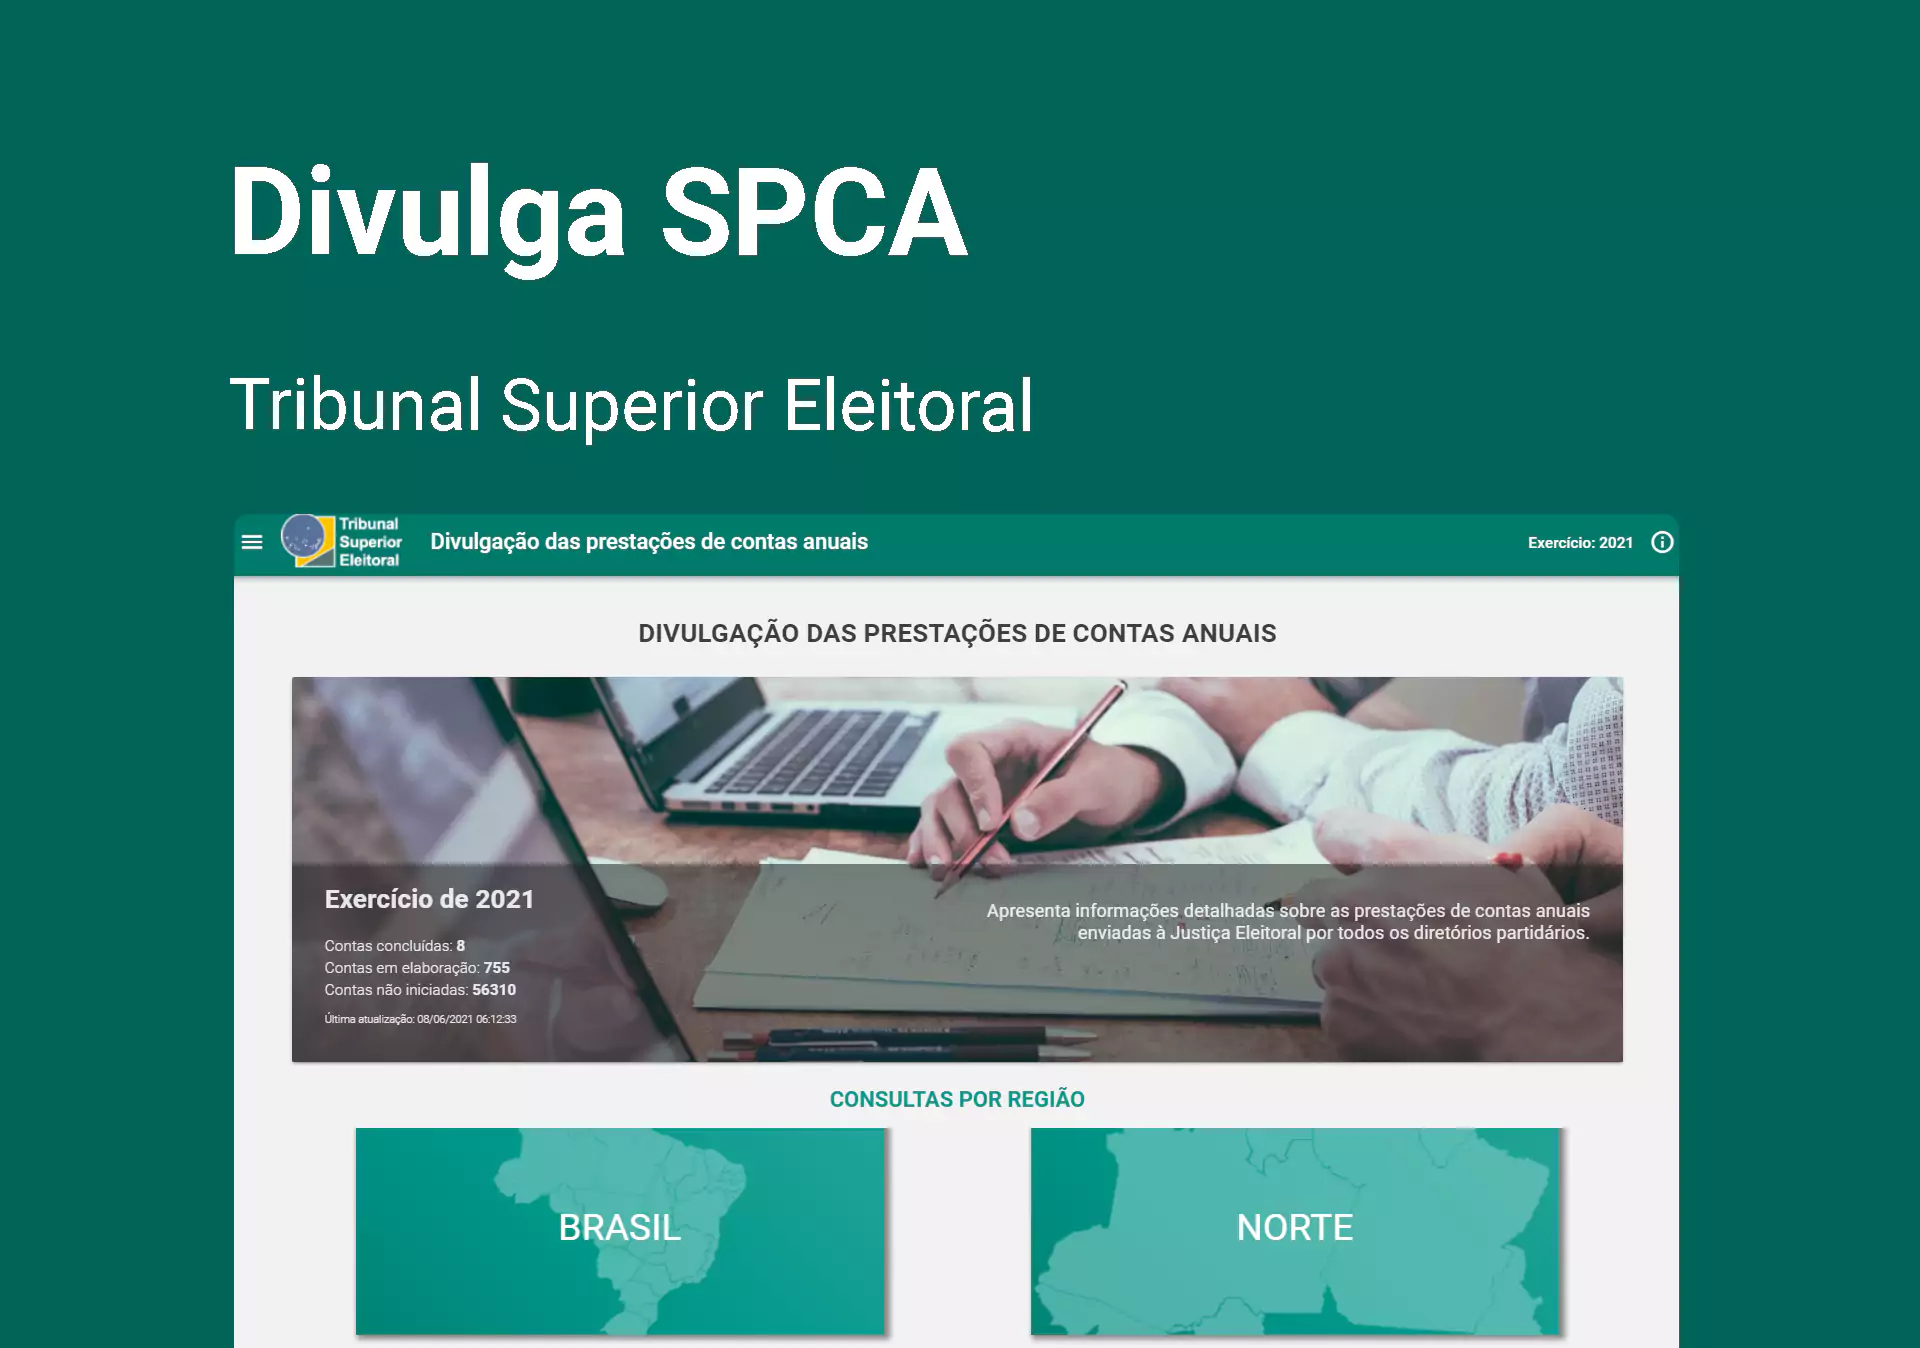 Divulga SPCA
Tribunal Superior Eleitoral
Tribunal
Superior
Eleitoral
Divulgação das prestações de contas anuais
Exercício: 2021
DIVULGAÇÃO DAS PRESTAÇÕES DE CONTAS ANUAIS
Exercício de 2021
Contas concluídas: 8
Contas em elaboração: 755
Contas não iniciadas: 56310
Última atualização: 08/06/2021 06:12:33
Apresenta informações detalhadas sobre as prestações de contas anuais
enviadas à Justiça Eleitoral por todos os diretórios partidários.
CONSULTAS POR REGIÃO
BRASIL
NORTE